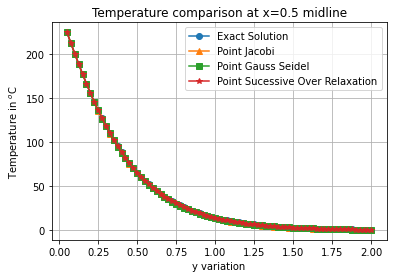 Temperature comparison at x=0.5 midline
Exact Solution
Point Jacobi
Point Gauss Seidel
Point Sucessive Over Relaxation
Temperature in °C
200
150
100
50
0
0.00 0.25 0.50 0.75 1.00 1.25 1.50 1.75 2.00
y variation